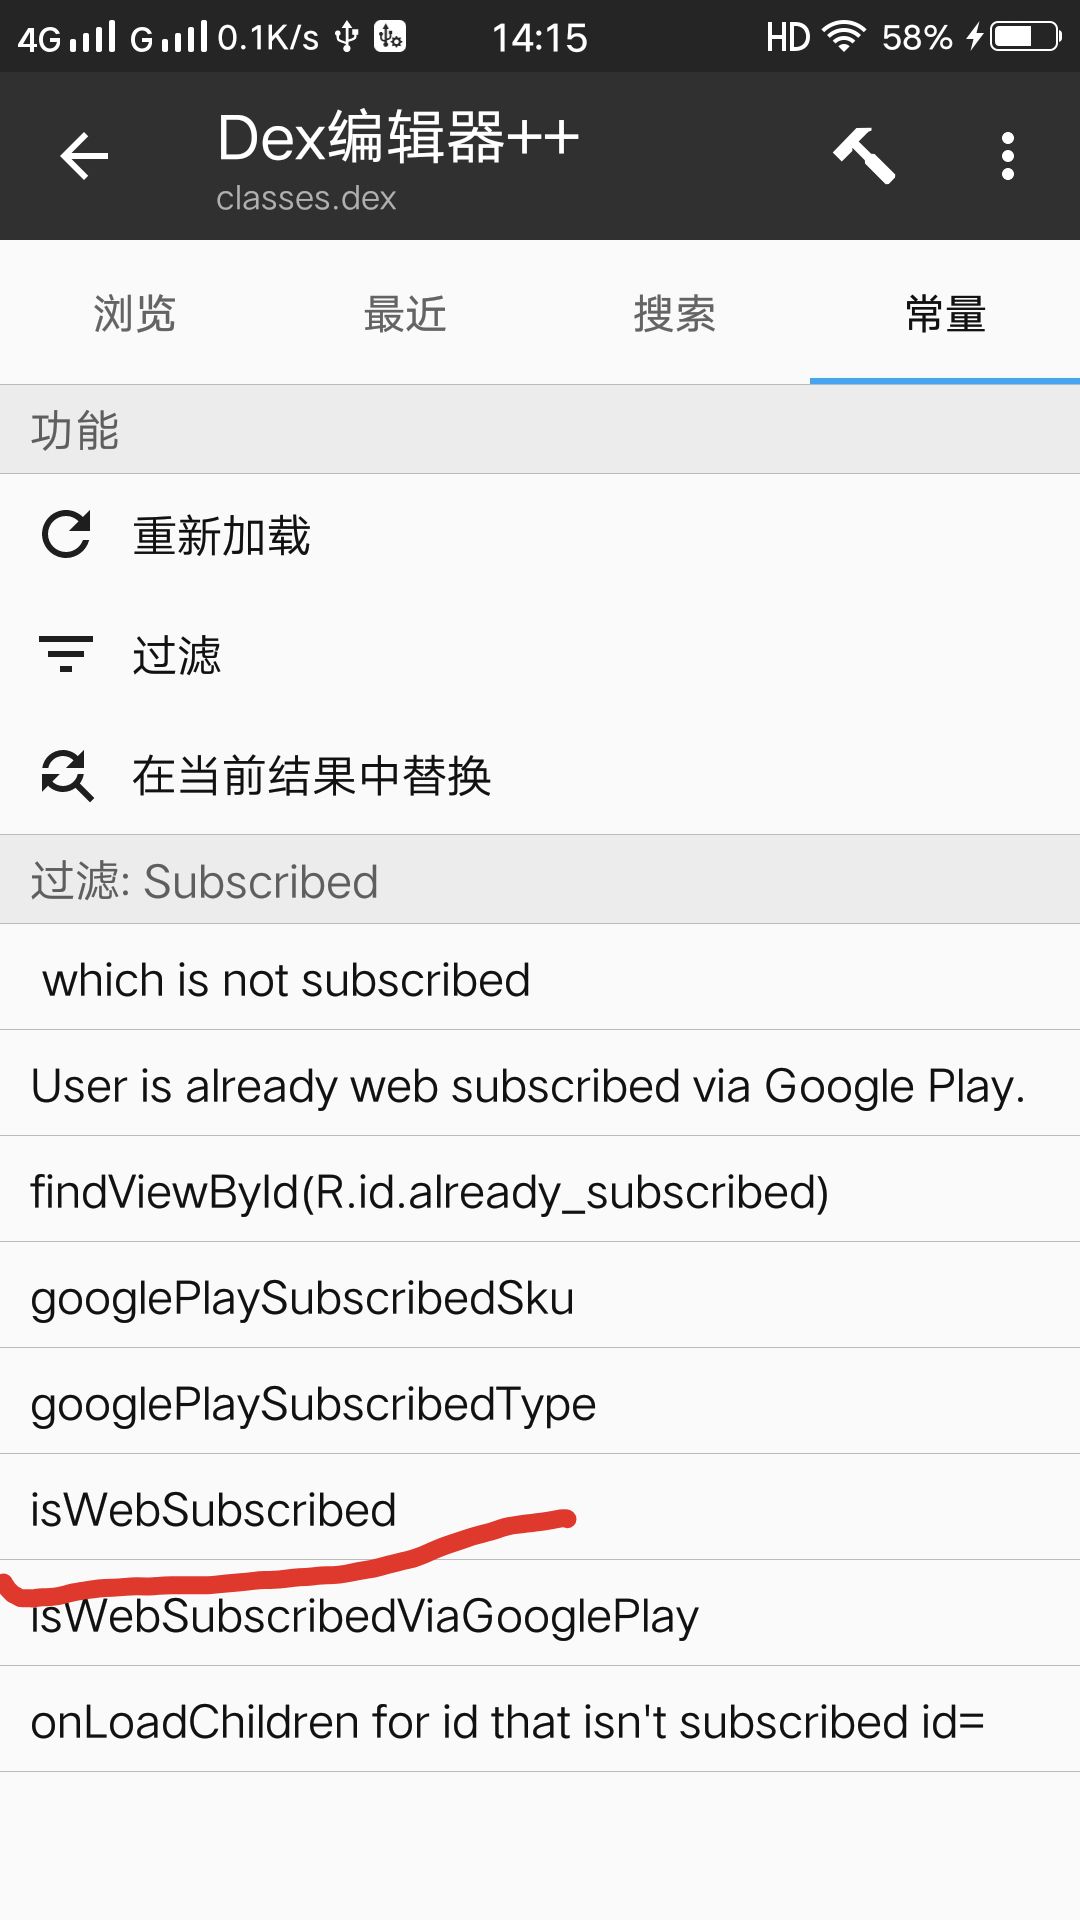 4G G 0.1K/s 14:15 HD 58%
Dex编辑器++
classes.dex
浏览 最近 搜索 常量
功能
重新加载
过滤
在当前结果中替换
过滤: Subscribed
which is not subscribed
User is already web subscribed via Google Play.
findViewById(R.id.already_subscribed)
googlePlaySubscribedSku
googlePlaySubscribedType
isWebSubscribed
isWebSubscribedViaGooglePlay
onLoadChildren for id that isn't subscribed id=